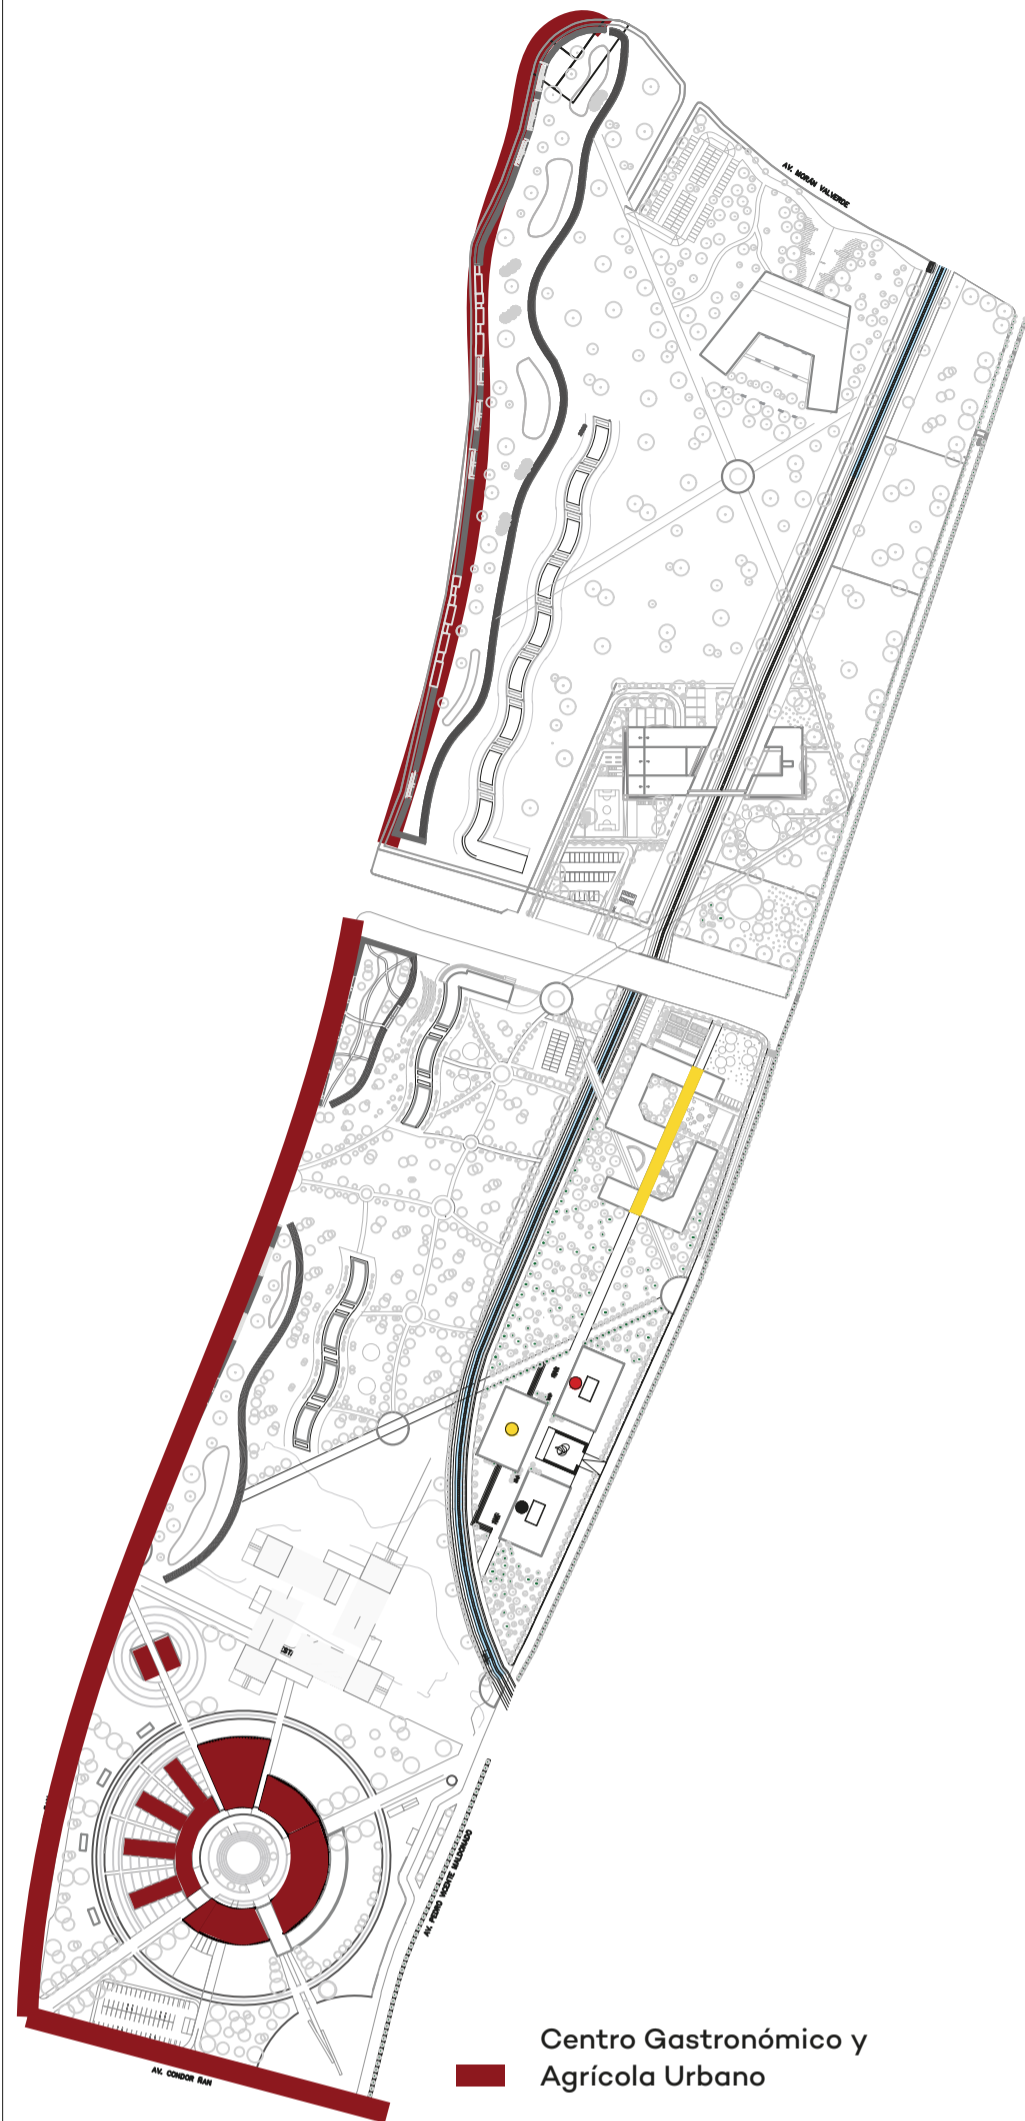 AV. MORÁN VALVERDE
AV. PEDRO VICENTE MALDONADO
AV. CONDOR ÑAN
Centro Gastronómico y
Agrícola Urbano